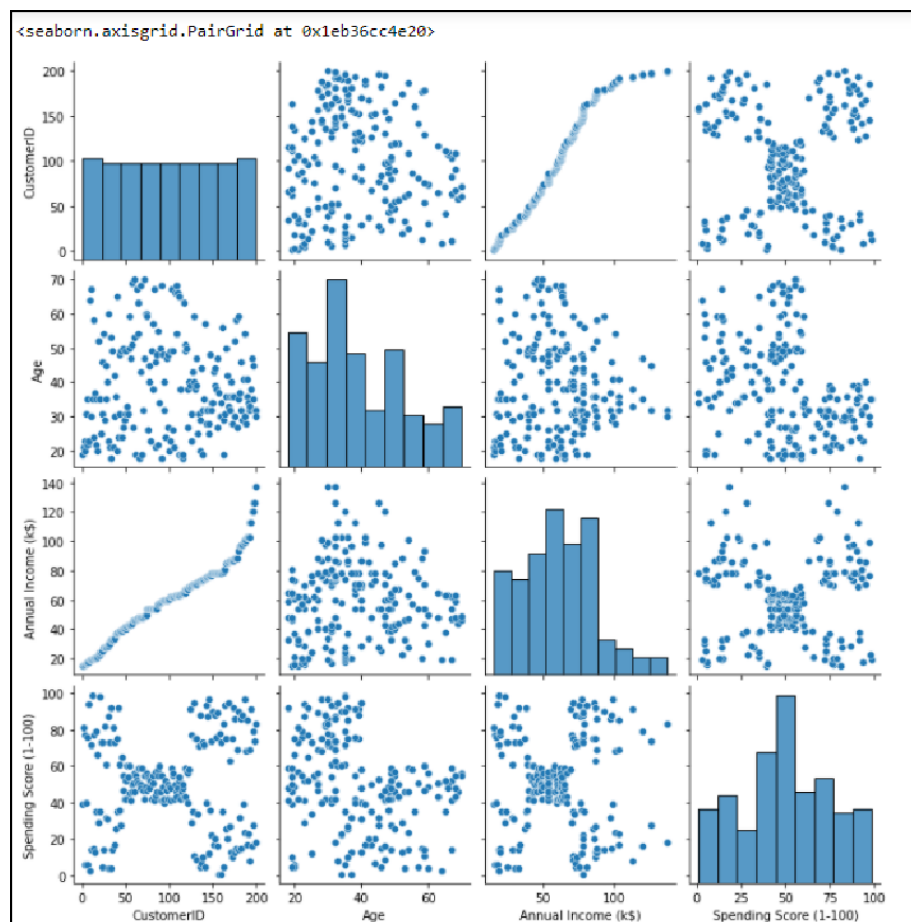 <seaborn.axisgrid.PairGrid at 0x1eb36cc4e20>
200
150
100
50
0
CustomerID
70
60
50
40
30
20
Age
140
120
100
80
60
40
20
Annual Income (k$)
100
80
60
40
20
0
Spending Score (1-100)
0 50 100 150 200
CustomerID
20 40 60
Age
50 100
Annual Income (k$)
0 25 50 75 100
Spending Score (1-100)